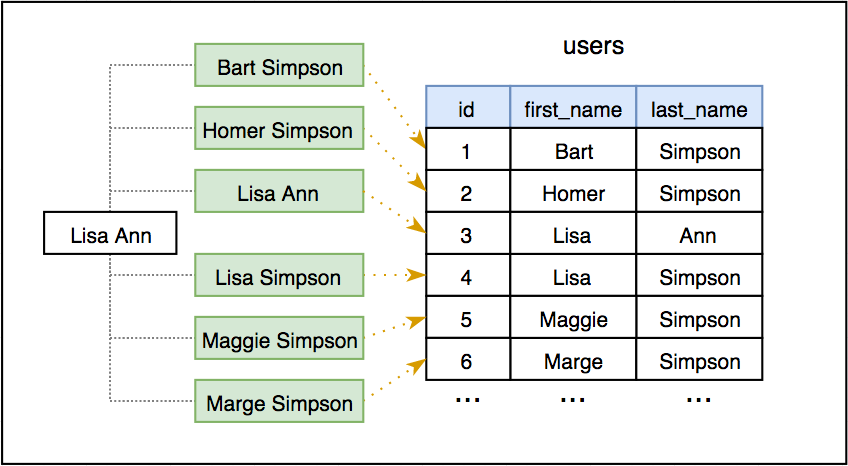 users
Bart Simpson
Homer Simpson
Lisa Ann
Lisa Ann
Lisa Simpson
Maggie Simpson
Marge Simpson
id first_name last_name
1 Bart Simpson
2 Homer Simpson
3 Lisa Ann
4 Lisa Simpson
5 Maggie Simpson
6 Marge Simpson
... ... ...